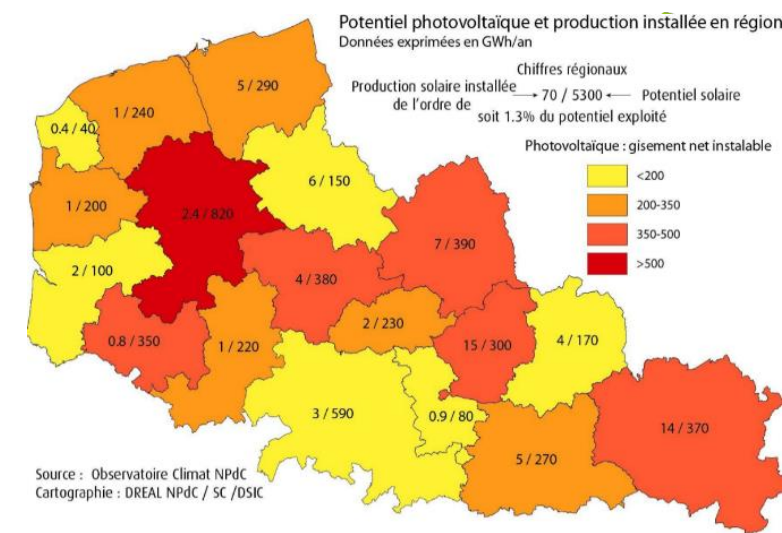 Potentiel photovoltaïque et production installée en région
Données exprimées en GWh/an
Chiffres régionaux
Production solaire installée de l'ordre de
70 / 5300
Potentiel solaire
soit 1.3% du potentiel exploité
Photovoltaïque : gisement net instalable
<200
200-350
350-500
>500
5 / 290
1 / 240
0.4 / 40
6 / 150
1 / 200
2.4 / 820
7 / 390
2 / 100
4 / 380
2 / 230
0.8 / 350
1 / 220
15 / 300
4 / 170
3 / 590
0.9 / 80
14 / 370
5 / 270
Source : Observatoire Climat NPdC
Cartographie : DREAL NPdC / SC /DSIC